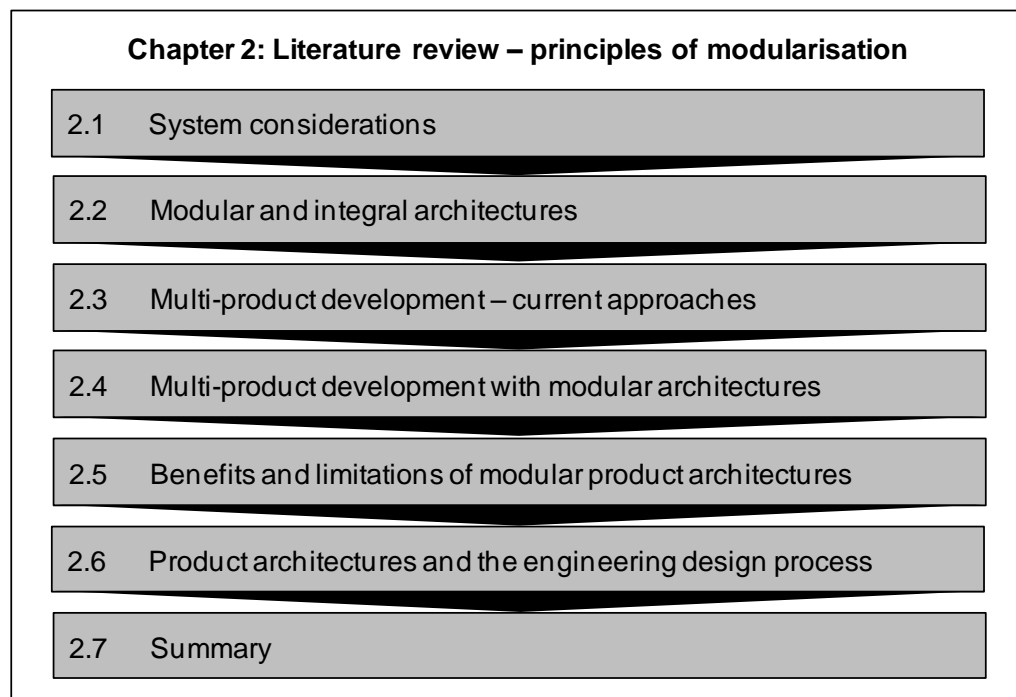 Chapter 2: Literature review – principles of modularisation
2.1 System considerations
2.2 Modular and integral architectures
2.3 Multi-product development – current approaches
2.4 Multi-product development with modular architectures
2.5 Benefits and limitations of modular product architectures
2.6 Product architectures and the engineering design process
2.7 Summary